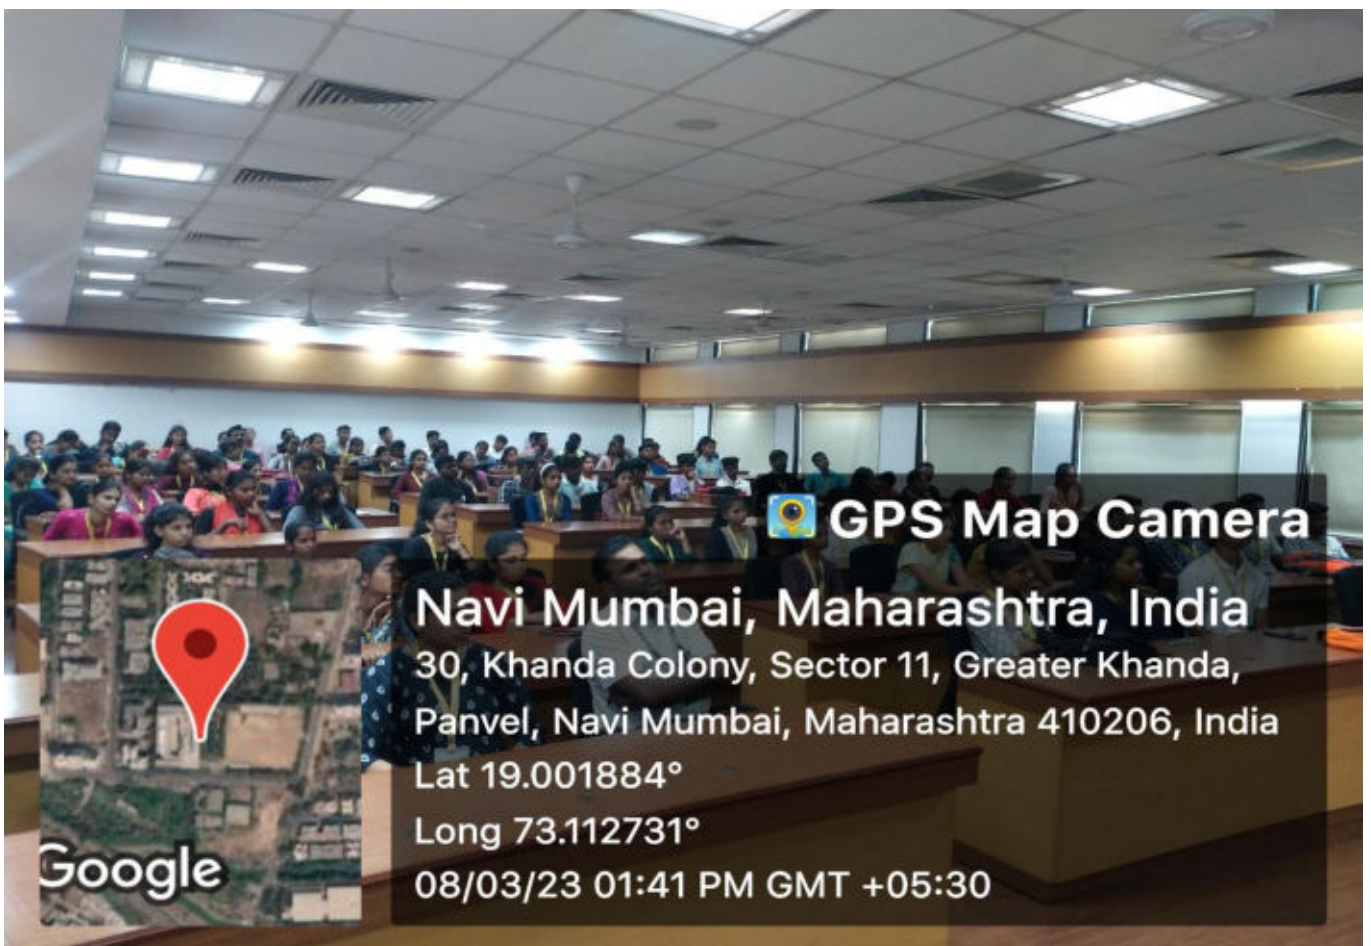 GPS Map Camera
Navi Mumbai, Maharashtra, India
30, Khanda Colony, Sector 11, Greater Khanda,
Panvel, Navi Mumbai, Maharashtra 410206, India
Lat 19.001884°
Long 73.112731°
08/03/23 01:41 PM GMT +05:30
Google